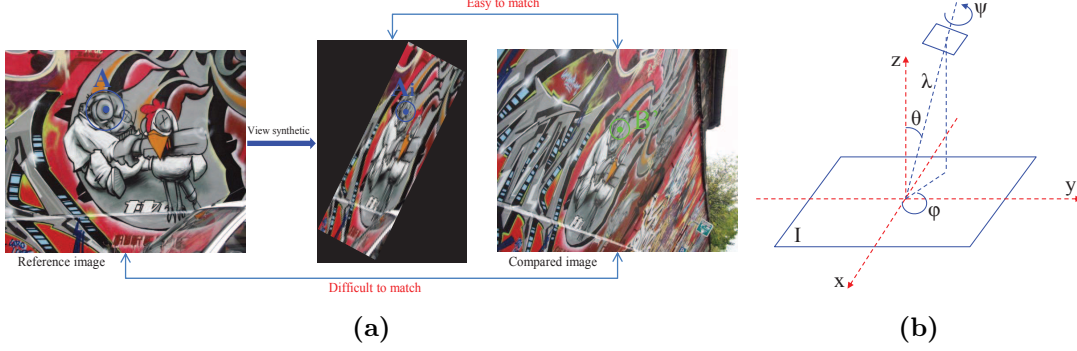 Easy to match
A
View synthetic
A'
B
Reference image
Compared image
Difficult to match
(a)
ψ
z
λ
θ
y
φ
I
x
(b)